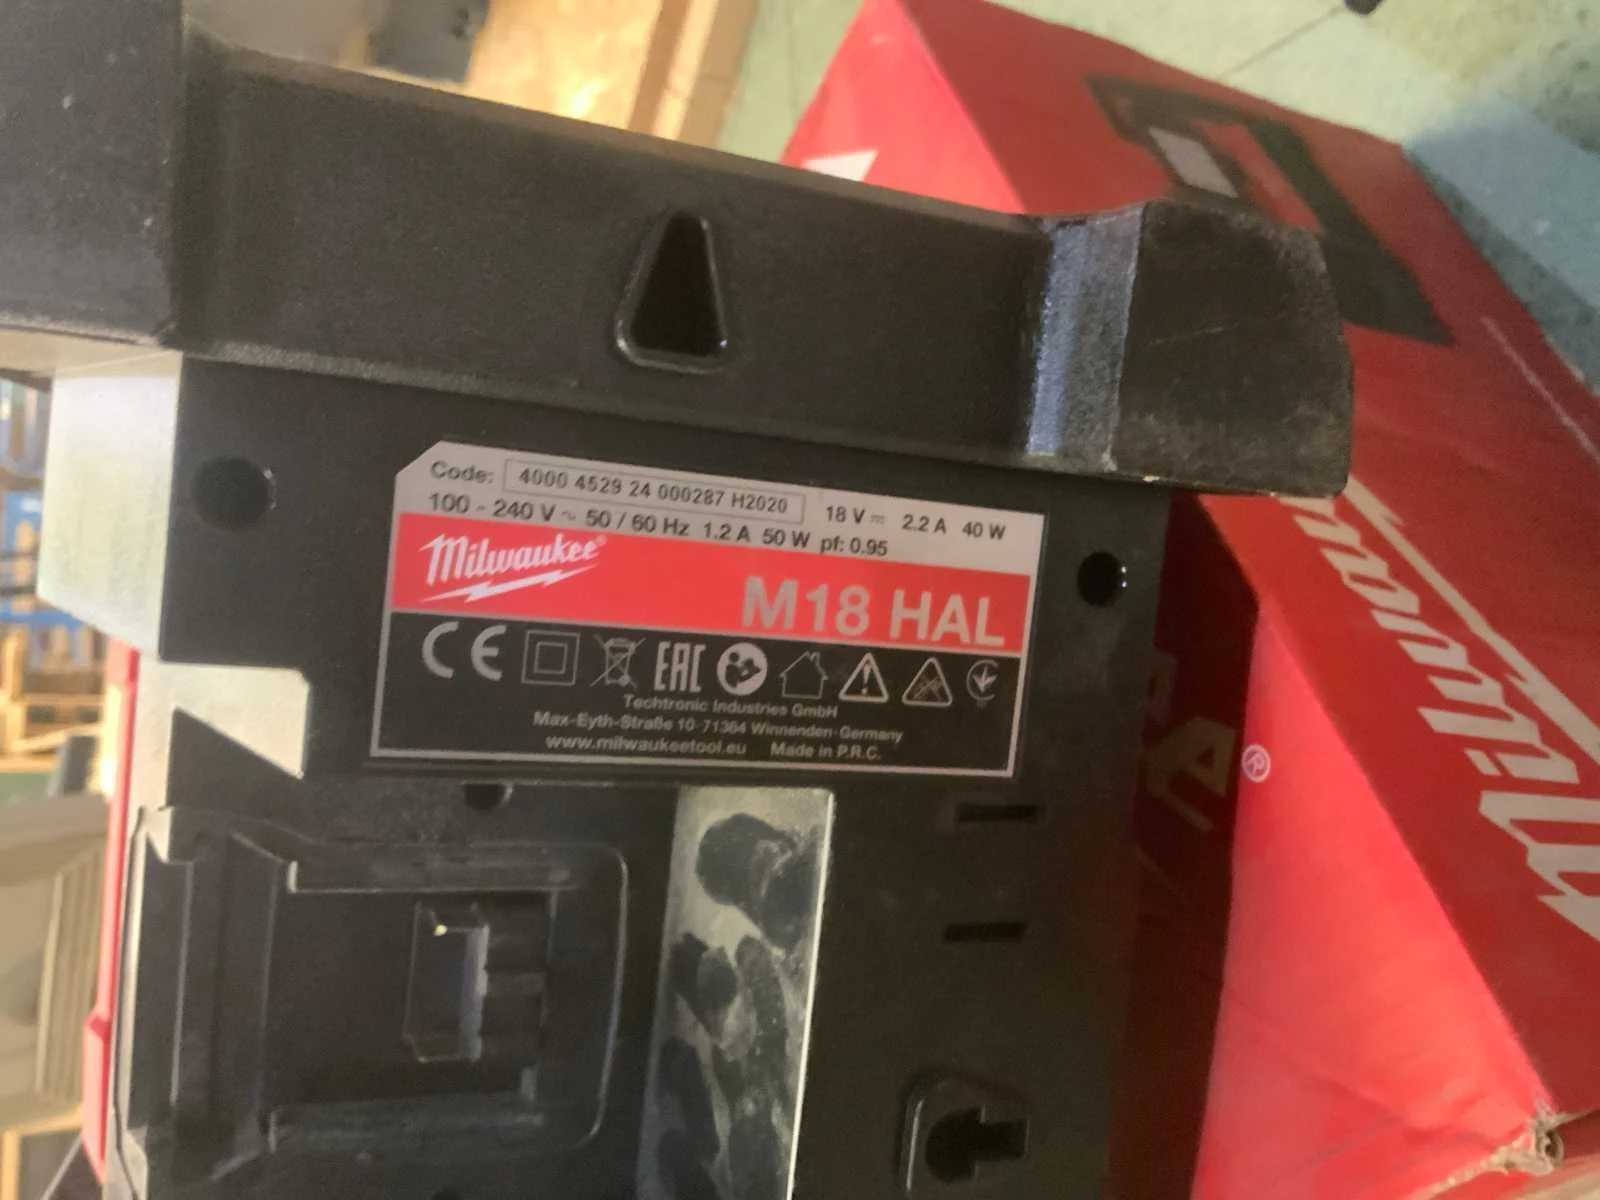 Code: 4000 4529 24 000287 H2020 18 V ⎓ 2.2 A 40 W
100 - 240 V ~ 50 / 60 Hz 1.2 A 50 W pf: 0.95
Milwaukee®
M18 HAL
CE EAC
Techtronic Industries GmbH
Max-Eyth-Straße 10·71364 Winnenden·Germany
www.milwaukeetool.eu Made in P.R.C.
Milwaukee
®